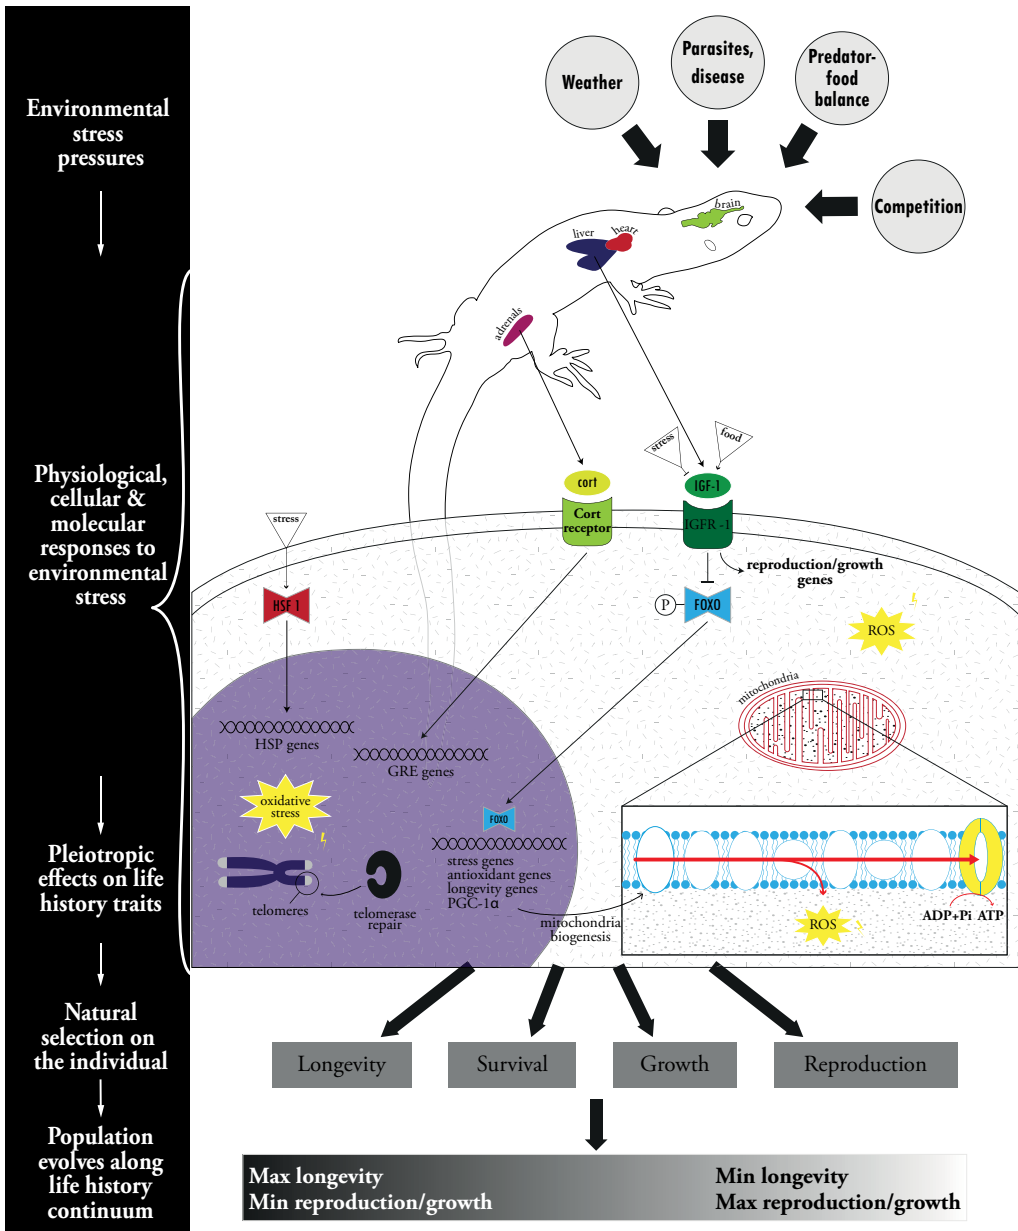 Environmental
stress
pressures
Physiological,
cellular &
molecular
responses to
environmental
stress
Pleiotropic
effects on life
history traits
Natural
selection on
the individual
Population
evolves along
life history
continuum
Weather
Parasites,
disease
Predator-
food
balance
Competition
brain
liver
heart
adrenals
stress
food
cort
Cort
receptor
IGF-1
IGFR -1
reproduction/growth
genes
stress
HSF 1
P
FOXO
ROS
mitochondria
HSP genes
GRE genes
oxidative
stress
FOXO
stress genes
antioxidant genes
longevity genes
PGC-1α
telomeres
telomerase
repair
mitochondria
biogenesis
ROS
ADP+Pi ATP
Longevity
Survival
Growth
Reproduction
Max longevity
Min reproduction/growth
Min longevity
Max reproduction/growth